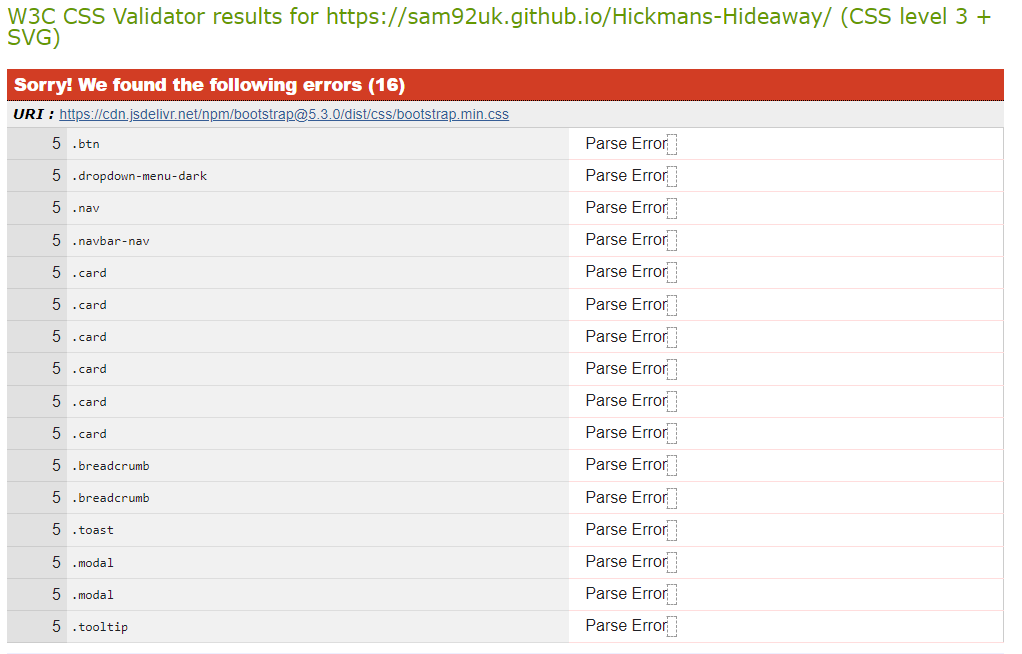 W3C CSS Validator results for https://sam92uk.github.io/Hickmans-Hideaway/ (CSS level 3 +
SVG)
Sorry! We found the following errors (16)
URI : https://cdn.jsdelivr.net/npm/bootstrap@5.3.0/dist/css/bootstrap.min.css
5 .btn Parse Error
5 .dropdown-menu-dark Parse Error
5 .nav Parse Error
5 .navbar-nav Parse Error
5 .card Parse Error
5 .card Parse Error
5 .card Parse Error
5 .card Parse Error
5 .card Parse Error
5 .card Parse Error
5 .breadcrumb Parse Error
5 .breadcrumb Parse Error
5 .toast Parse Error
5 .modal Parse Error
5 .modal Parse Error
5 .tooltip Parse Error